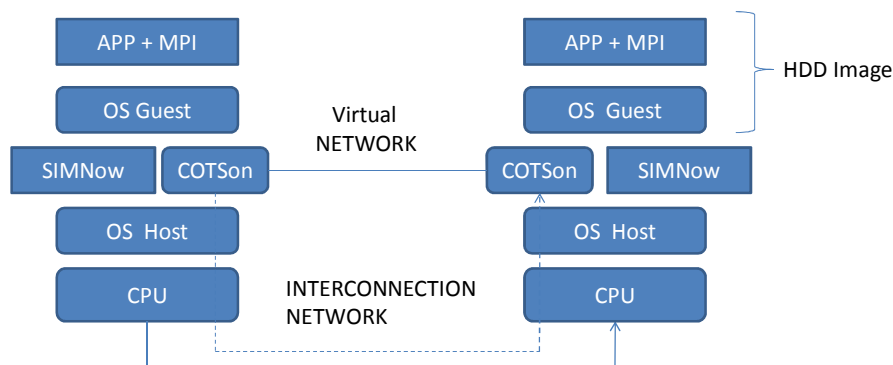 APP + MPI
APP + MPI
HDD Image
OS Guest
Virtual
NETWORK
OS Guest
SIMNow
COTSon
COTSon
SIMNow
OS Host
OS Host
CPU
INTERCONNECTION
NETWORK
CPU